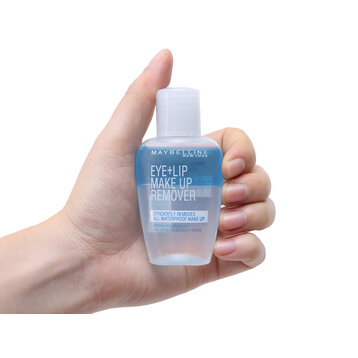 MAYBELLINE
NEW YORK
EYE+LIP
MAKE UP
REMOVER
EFFICIENTLY REMOVES
ALL WATERPROOF MAKE UP